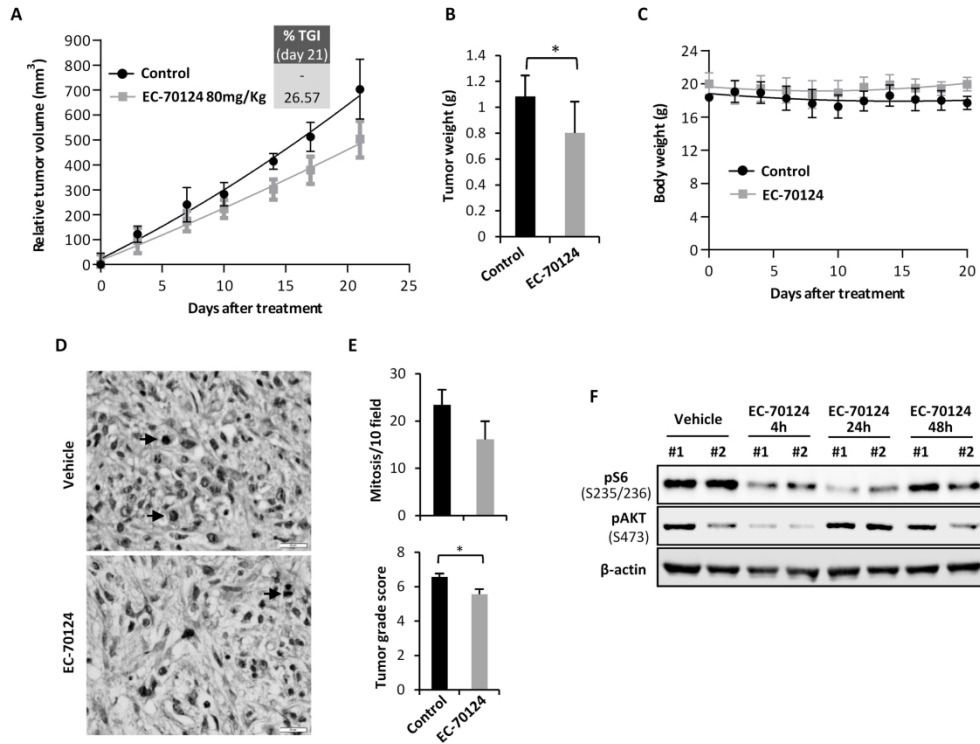 A
900
800
700
600
500
400
300
200
100
0
Relative tumor volume (mm³)
Control
EC-70124 80mg/Kg
% TGI
(day 21)
-
26.57
0 5 10 15 20 25
Days after treatment
B
1.4
1.2
1
0.8
0.6
0.4
0.2
0
Tumor weight (g)
*
Control
EC-70124
C
24
20
16
12
8
4
0
Body weight (g)
Control
EC-70124
0 5 10 15 20
Days after treatment
D
Vehicle
EC-70124
E
30
20
10
0
Mitosis/10 field
8
6
4
2
0
Tumor grade score
*
Control
EC-70124
F
Vehicle
EC-70124
4h
EC-70124
24h
EC-70124
48h
#1 #2 #1 #2 #1 #2 #1 #2
pS6
(S235/236)
pAKT
(S473)
β-actin